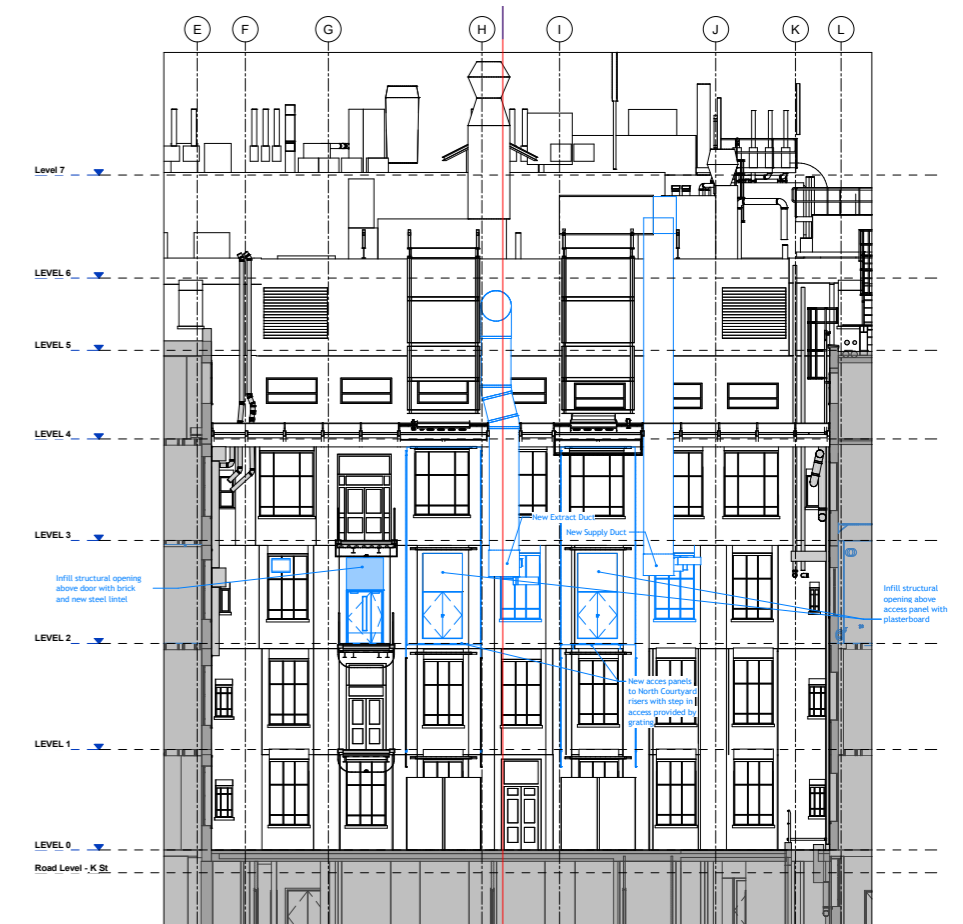 E F G H I J K L
Level 7
LEVEL 6
LEVEL 5
LEVEL 4
LEVEL 3
New Extract Duct
New Supply Duct
Infill structural opening
above door with brick
and new steel lintel
Infill structural
opening above
access panel with
plasterboard
LEVEL 2
New acces panels
to North Courtyard
risers with step in
access provided by
grating
LEVEL 1
LEVEL 0
Road Level - K St